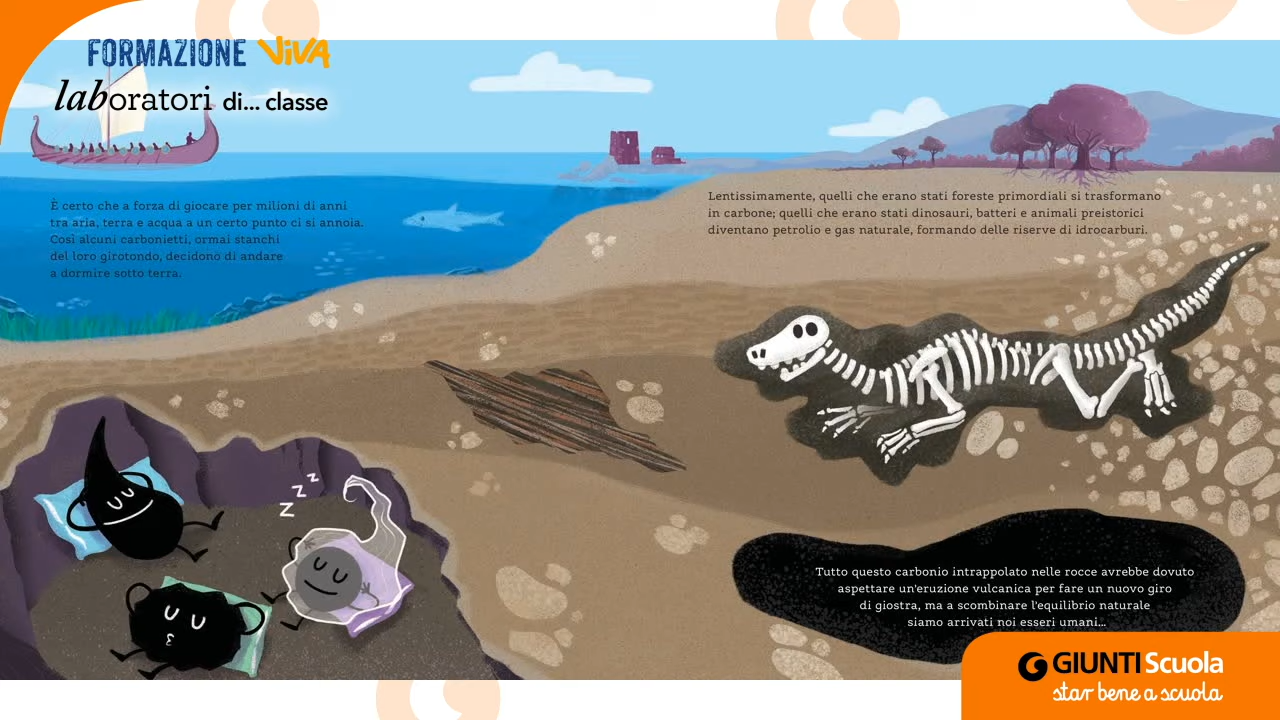 FORMAZIONE VIVA
laboratori di... classe
È certo che a forza di giocare per milioni di anni
tra aria, terra e acqua a un certo punto ci si annoia.
Così alcuni carbonietti, ormai stanchi
del loro girotondo, decidono di andare
a dormire sotto terra.
Lentissimamente, quelli che erano stati foreste primordiali si trasformano
in carbone; quelli che erano stati dinosauri, batteri e animali preistorici
diventano petrolio e gas naturale, formando delle riserve di idrocarburi.
z z z
Tutto questo carbonio intrappolato nelle rocce avrebbe dovuto
aspettare un'eruzione vulcanica per fare un nuovo giro
di giostra, ma a scombinare l'equilibrio naturale
siamo arrivati noi esseri umani...
GIUNTI Scuola
star bene a scuola